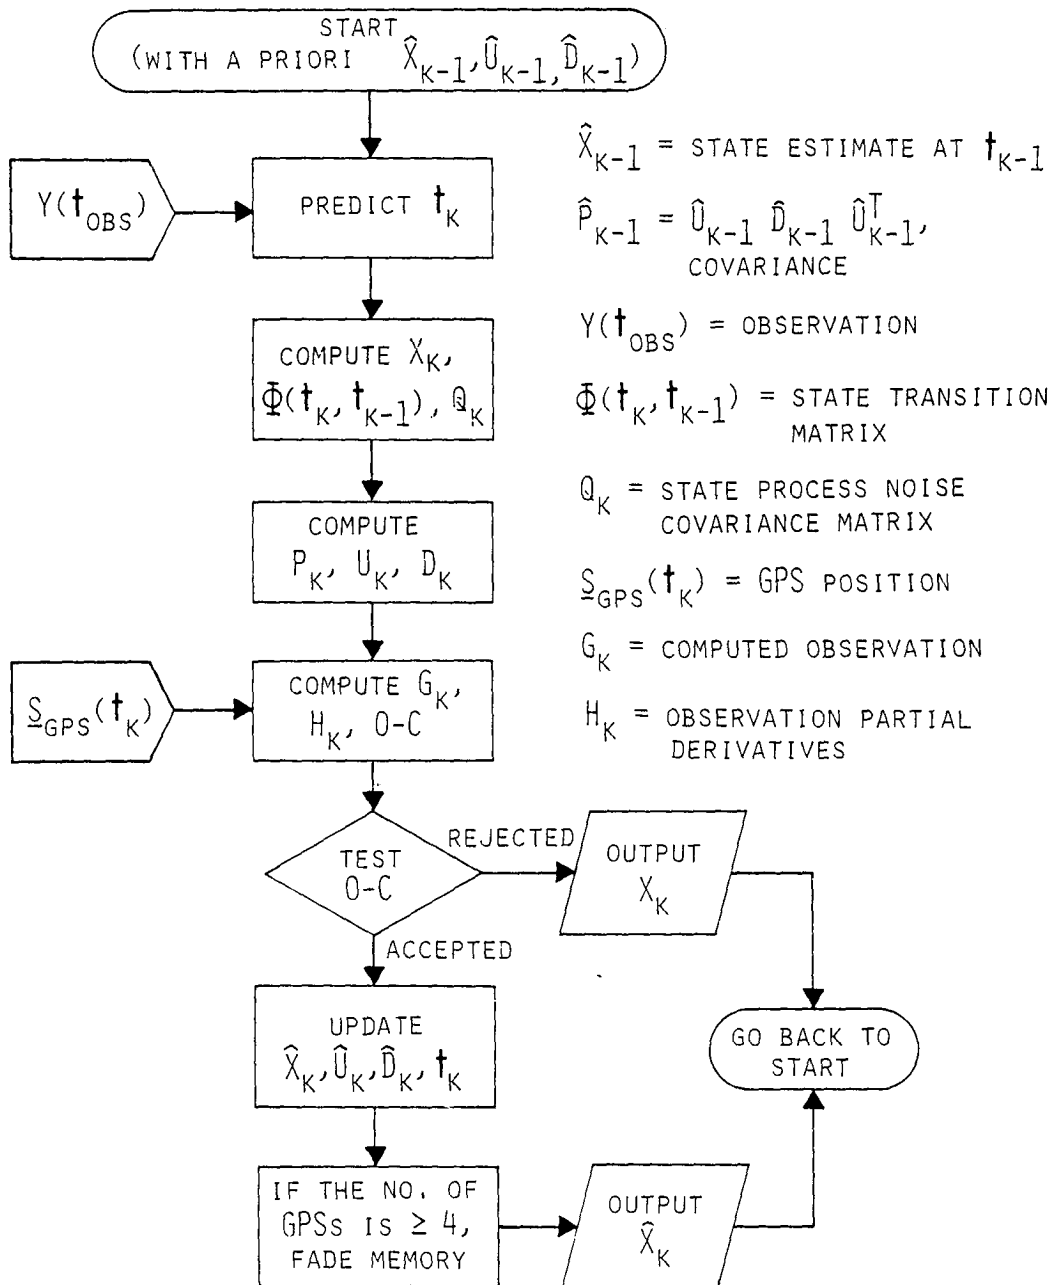 START
(WITH A PRIORI X̂K-1, ÛK-1, D̂K-1)
Y(tOBS)
PREDICT tK
COMPUTE XK,
Φ(tK, tK-1), QK
COMPUTE
PK, UK, DK
SGPS(tK)
COMPUTE GK,
HK, O-C
TEST
O-C
REJECTED
OUTPUT
XK
ACCEPTED
UPDATE
X̂K, ÛK, D̂K, tK
GO BACK TO
START
IF THE NO. OF
GPSs IS ≥ 4,
FADE MEMORY
OUTPUT
X̂K
X̂K-1 = STATE ESTIMATE AT tK-1
P̂K-1 = ÛK-1 D̂K-1 ÛᵀK-1,
COVARIANCE
Y(tOBS) = OBSERVATION
Φ(tK, tK-1) = STATE TRANSITION
MATRIX
QK = STATE PROCESS NOISE
COVARIANCE MATRIX
SGPS(tK) = GPS POSITION
GK = COMPUTED OBSERVATION
HK = OBSERVATION PARTIAL
DERIVATIVES